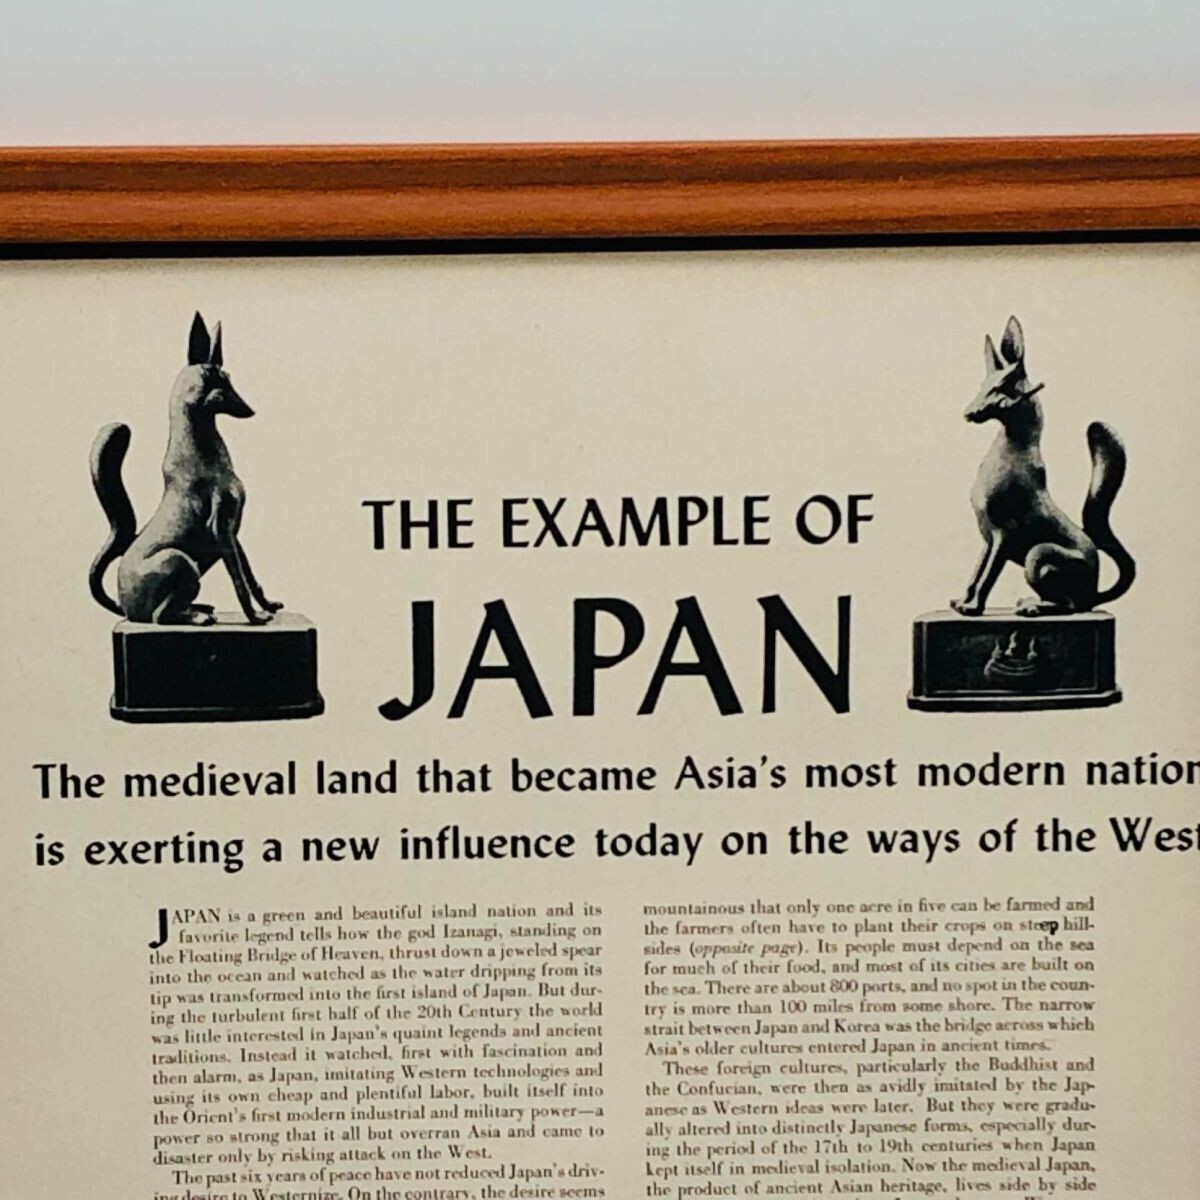 THE EXAMPLE OF
JAPAN
The medieval land that became Asia's most modern nation
is exerting a new influence today on the ways of the West
JAPAN is a green and beautiful island nation and its
favorite legend tells how the god Izanagi, standing on
the Floating Bridge of Heaven, thrust down a jeweled spear
into the ocean and watched as the water dripping from its
tip was transformed into the first island of Japan. But dur-
ing the turbulent first half of the 20th Century the world
was little interested in Japan's quaint legends and ancient
traditions. Instead it watched, first with fascination and
then alarm, as Japan, imitating Western technologies and
using its own cheap and plentiful labor, built itself into
the Orient's first modern industrial and military power—a
power so strong that it all but overran Asia and came to
disaster only by risking attack on the West.
The past six years of peace have not reduced Japan's driv-
ing desire to Westernize. On the contrary, the desire seems
mountainous that only one acre in five can be farmed and
the farmers often have to plant their crops on steep hill-
sides (opposite page). Its people must depend on the sea
for much of their food, and most of its cities are built on
the sea. There are about 800 ports, and no spot in the coun-
try is more than 100 miles from some shore. The narrow
strait between Japan and Korea was the bridge across which
Asia's older cultures entered Japan in ancient times.
These foreign cultures, particularly the Buddhist and
the Confucian, were then as avidly imitated by the Jap-
anese as Western ideas were later. But they were gradu-
ally altered into distinctly Japanese forms, especially dur-
ing the period of the 17th to 19th centuries when Japan
kept itself in medieval isolation. Now the medieval Japan,
the product of ancient Asian heritage, lives side by side